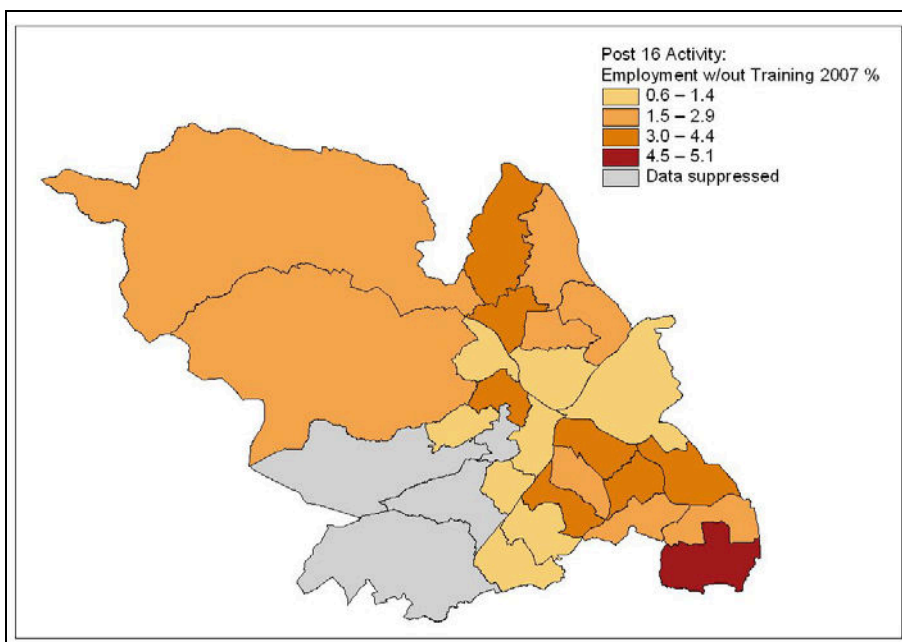 Post 16 Activity:
Employment w/out Training 2007 %
0.6 – 1.4
1.5 – 2.9
3.0 – 4.4
4.5 – 5.1
Data suppressed